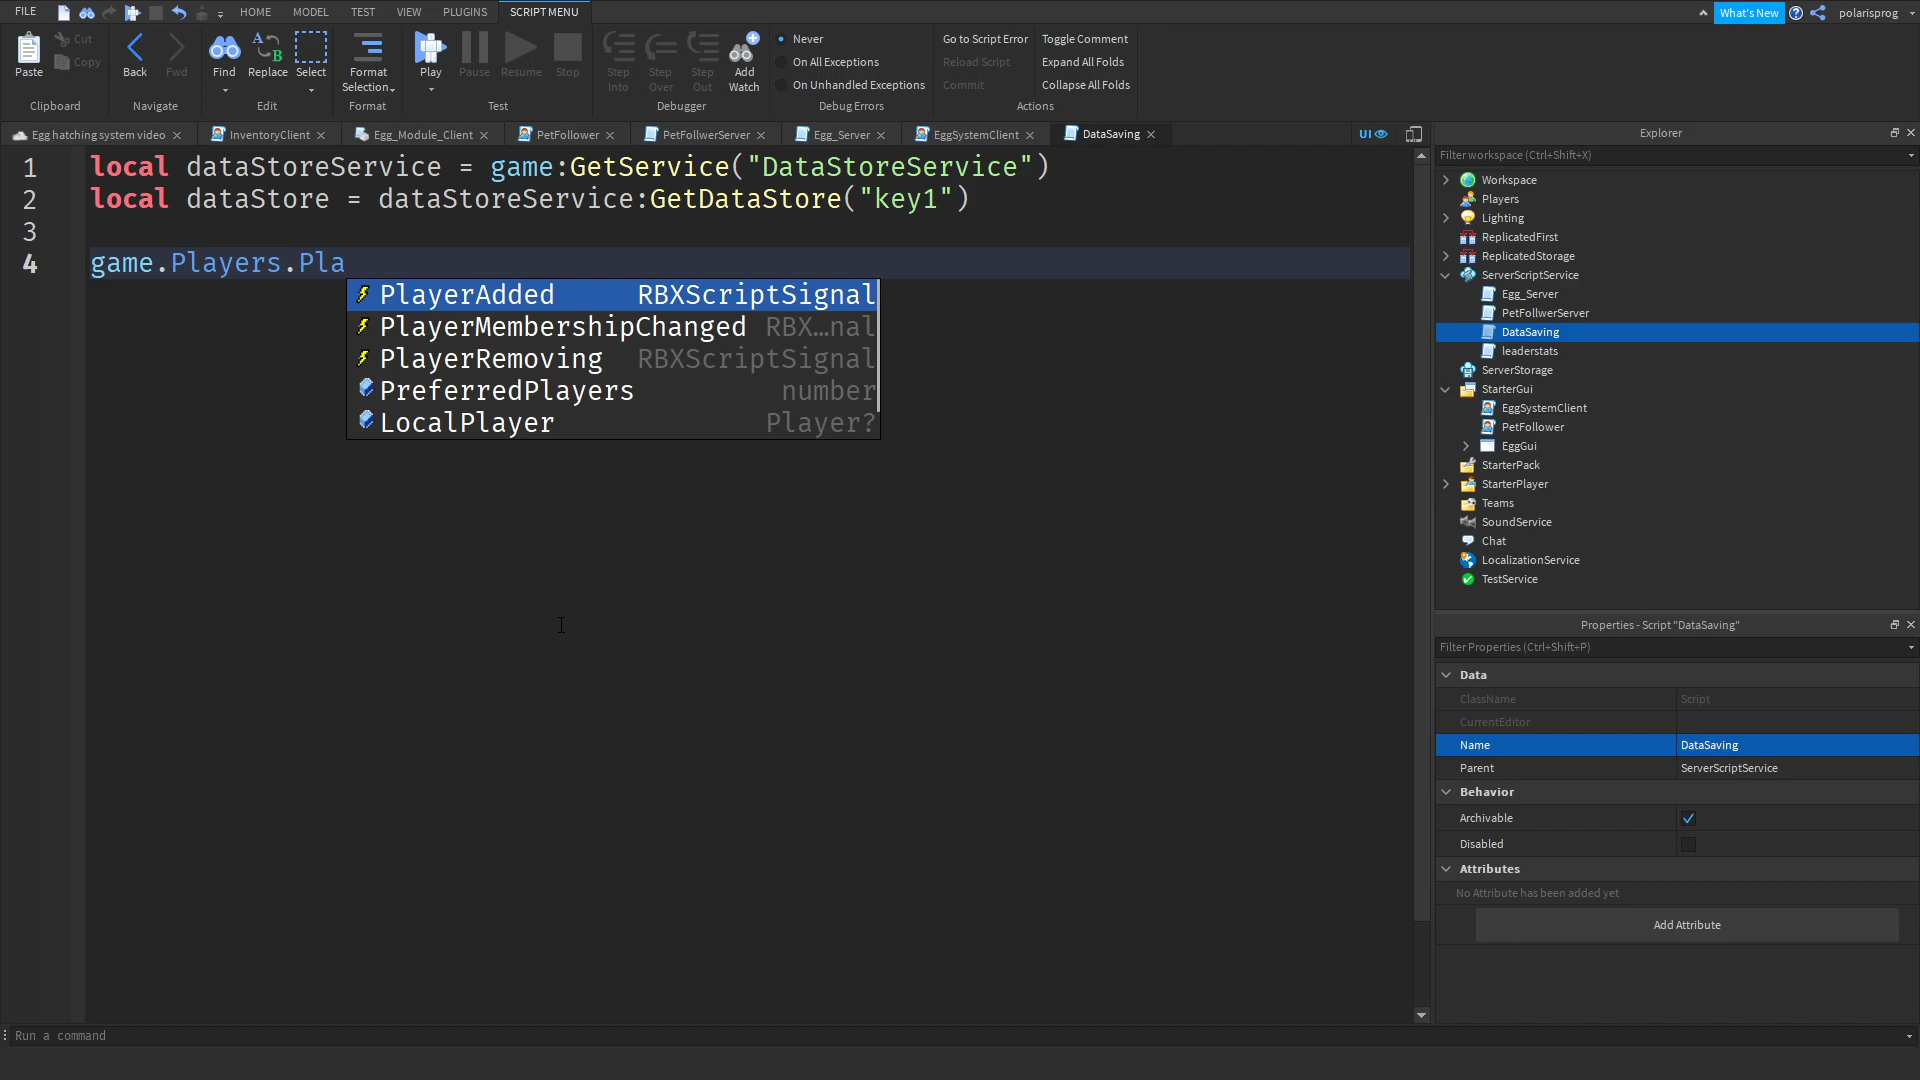 FILE HOME MODEL TEST VIEW PLUGINS SCRIPT MENU What's New polarisprog
Paste Cut Copy Clipboard
Back Fwd Navigate
Find Replace Select Edit
Format Selection Format
Play Pause Resume Stop Test
Step Into Step Over Step Out Add Watch Debugger
Never
On All Exceptions
On Unhandled Exceptions
Debug Errors
Go to Script Error Toggle Comment
Reload Script Expand All Folds
Commit Collapse All Folds
Actions
Egg hatching system video InventoryClient Egg_Module_Client PetFollower PetFollwerServer Egg_Server EggSystemClient DataSaving UI
1 local dataStoreService = game:GetService("DataStoreService")
2 local dataStore = dataStoreService:GetDataStore("key1")
3
4 game.Players.Pla
PlayerAdded RBXScriptSignal
PlayerMembershipChanged RBX...nal
PlayerRemoving RBXScriptSignal
PreferredPlayers number
LocalPlayer Player?
Explorer
Filter workspace (Ctrl+Shift+X)
Workspace
Players
Lighting
ReplicatedFirst
ReplicatedStorage
ServerScriptService
Egg_Server
PetFollwerServer
DataSaving
leaderstats
ServerStorage
StarterGui
EggSystemClient
PetFollower
EggGui
StarterPack
StarterPlayer
Teams
SoundService
Chat
LocalizationService
TestService
Properties - Script "DataSaving"
Filter Properties (Ctrl+Shift+P)
Data
ClassName Script
CurrentEditor
Name DataSaving
Parent ServerScriptService
Behavior
Archivable
Disabled
Attributes
No Attribute has been added yet
Add Attribute
Run a command